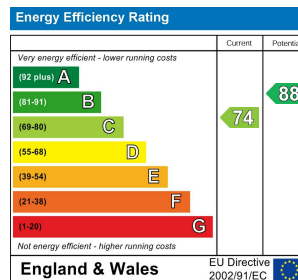 Energy Efficiency Rating
Current Potentia
Very energy efficient - lower running costs
(92 plus) A
(81-91) B
88
(69-80) C
74
(55-68) D
(39-54) E
(21-38) F
(1-20) G
Not energy efficient - higher running costs
England & Wales
EU Directive
2002/91/EC